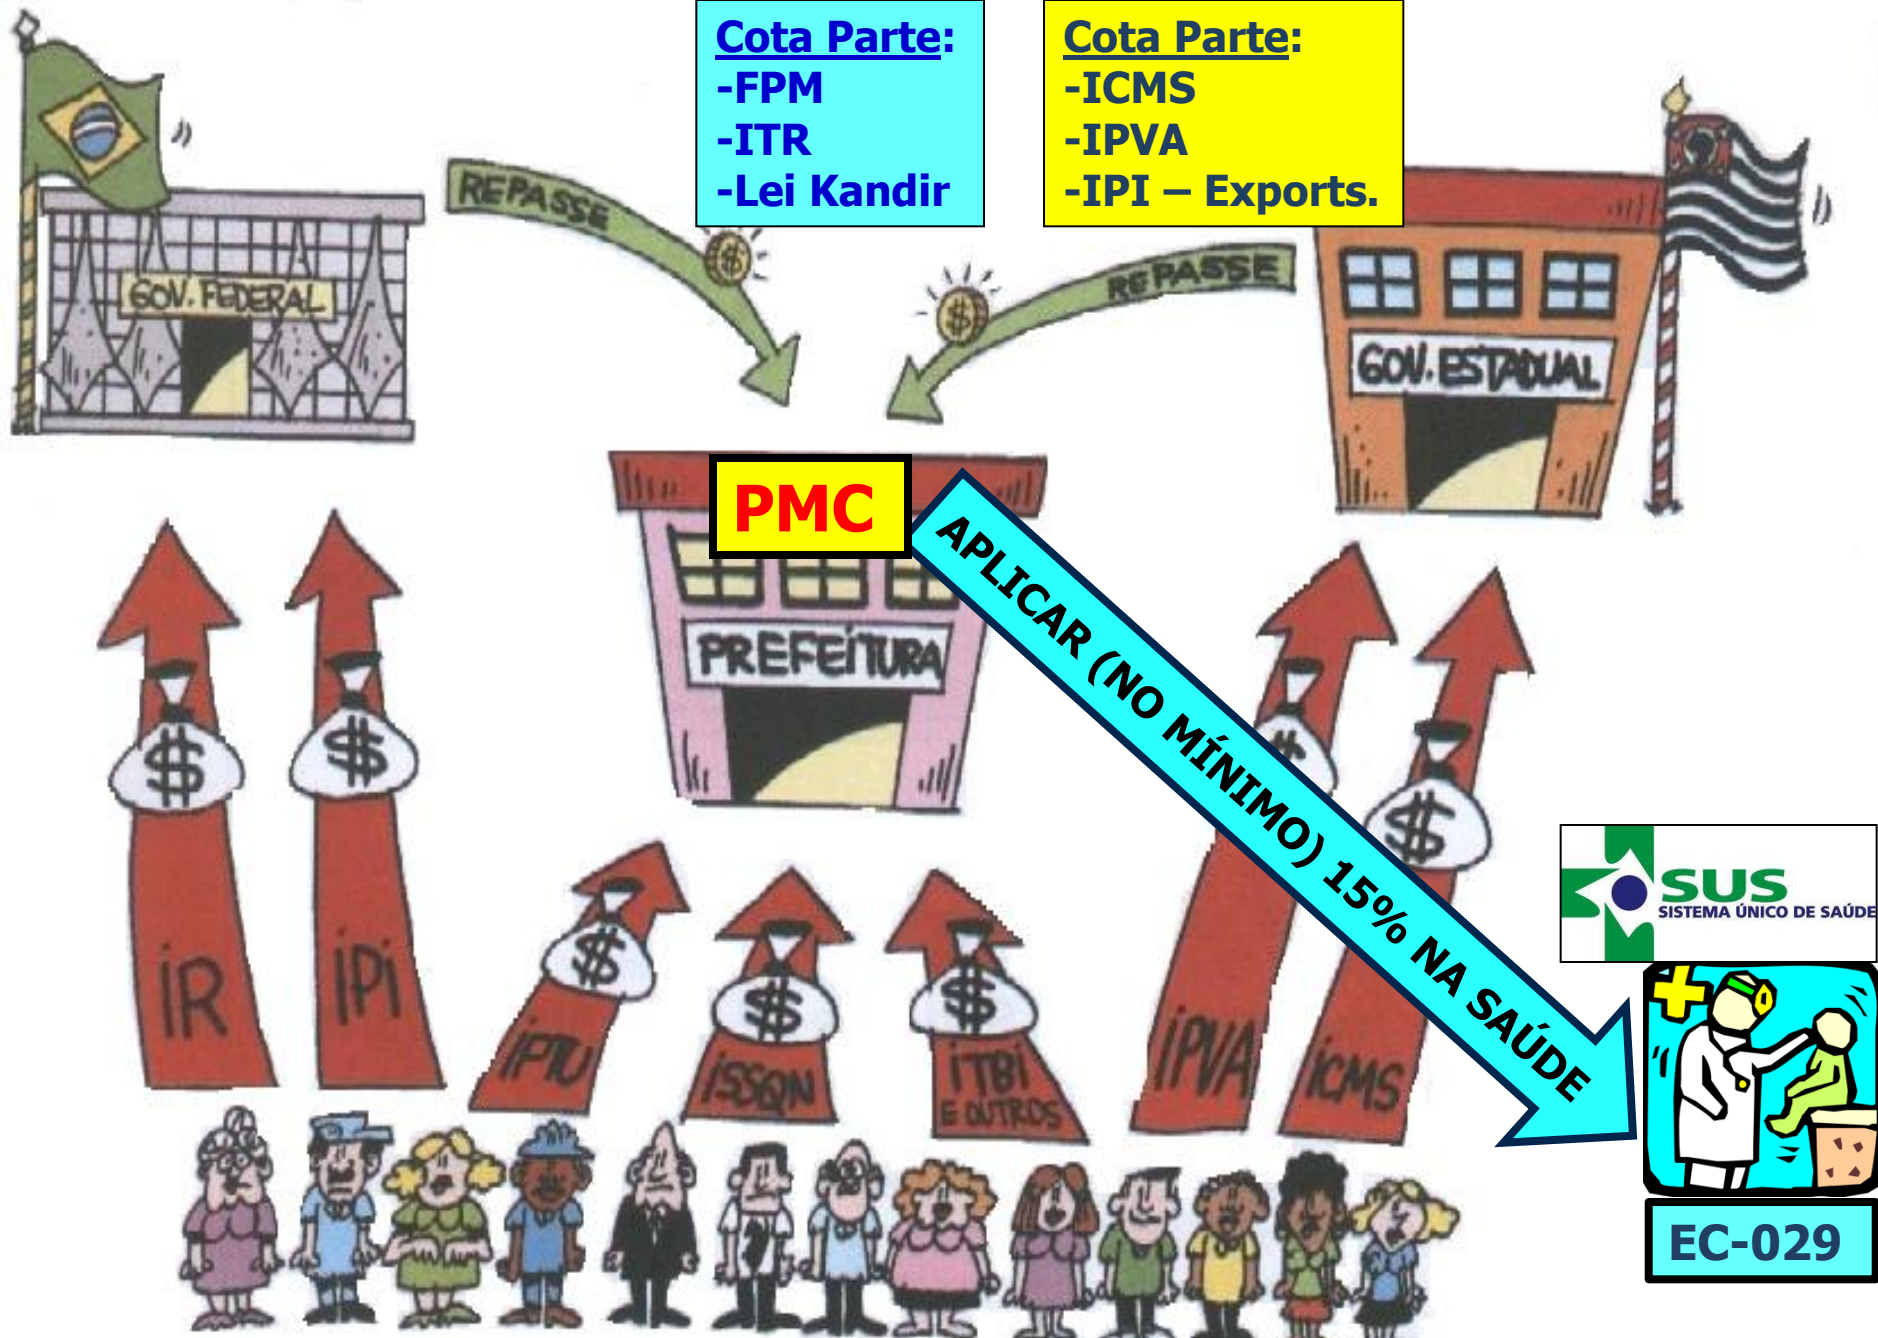 Cota Parte:
-FPM
-ITR
-Lei Kandir
Cota Parte:
-ICMS
-IPVA
-IPI – Exports.
REPASSE
REPASSE
GOV. FEDERAL
GOV. ESTADUAL
PMC
PREFEITURA
APLICAR (NO MÍNIMO) 15% NA SAÚDE
$
$
$
$
$
$
$
$
$
SUS
SISTEMA ÚNICO DE SAÚDE
IR
IPI
IPTU
ISSQN
ITBI
E OUTROS
IPVA
ICMS
EC-029